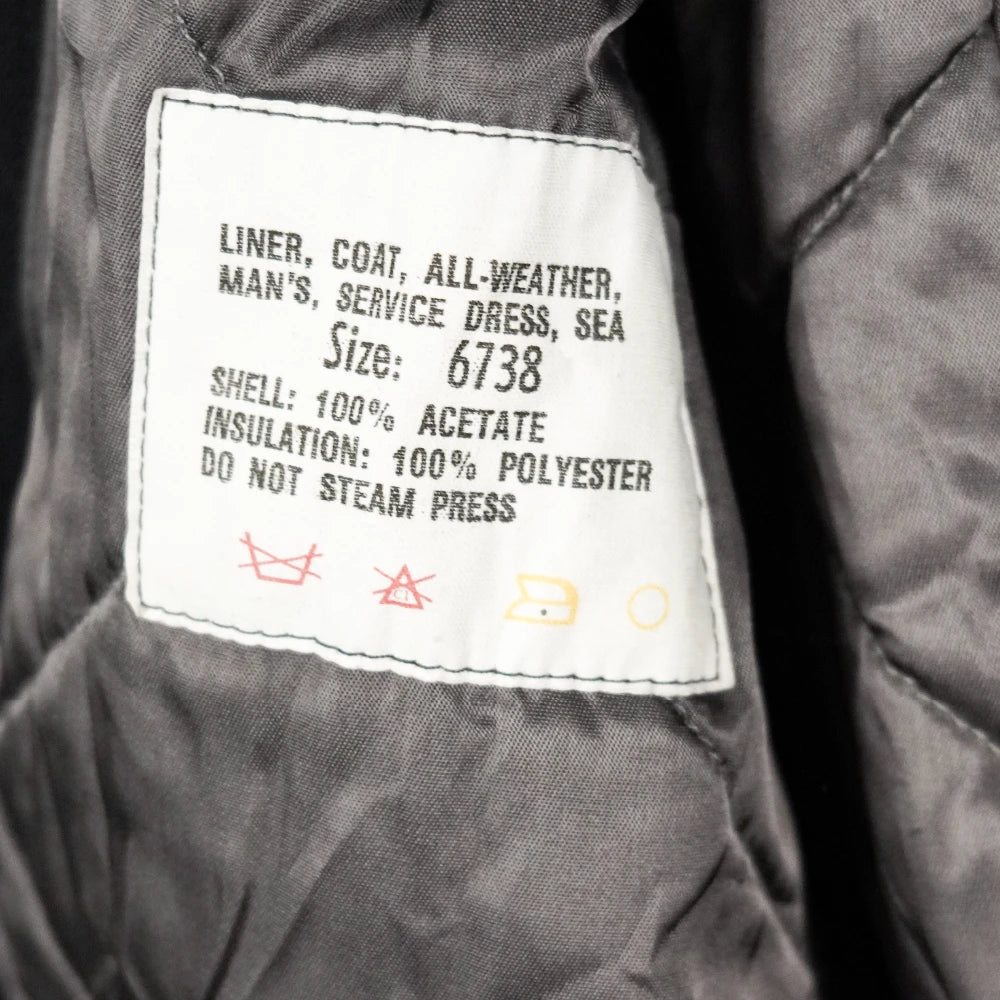 LINER, COAT, ALL-WEATHER,
MAN'S, SERVICE DRESS, SEA
Size: 6738
SHELL: 100% ACETATE
INSULATION: 100% POLYESTER
DO NOT STEAM PRESS
CL